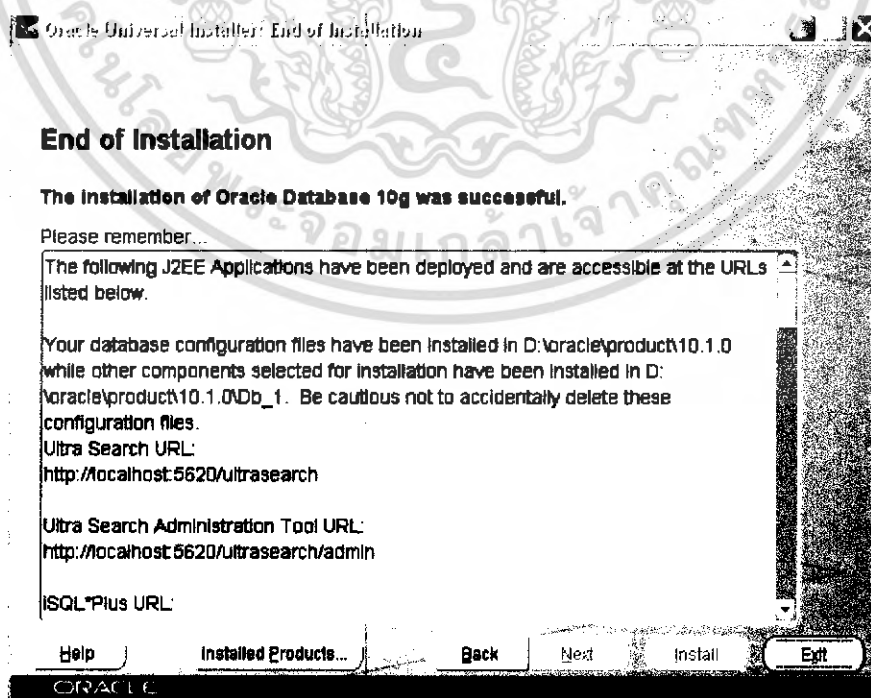 Oracle Universal Installer: End of Installation
End of Installation
The installation of Oracle Database 10g was successful.
Please remember...
The following J2EE Applications have been deployed and are accessible at the URLs
listed below.
Your database configuration files have been installed in D:\oracle\product\10.1.0
while other components selected for installation have been installed in D:
\oracle\product\10.1.0\Db_1. Be cautious not to accidentally delete these
configuration files.
Ultra Search URL:
http://localhost:5620/ultrasearch
Ultra Search Administration Tool URL:
http://localhost:5620/ultrasearch/admin
iSQL*Plus URL:
Help
Installed Products...
Back
Next
Install
Exit
ORACLE